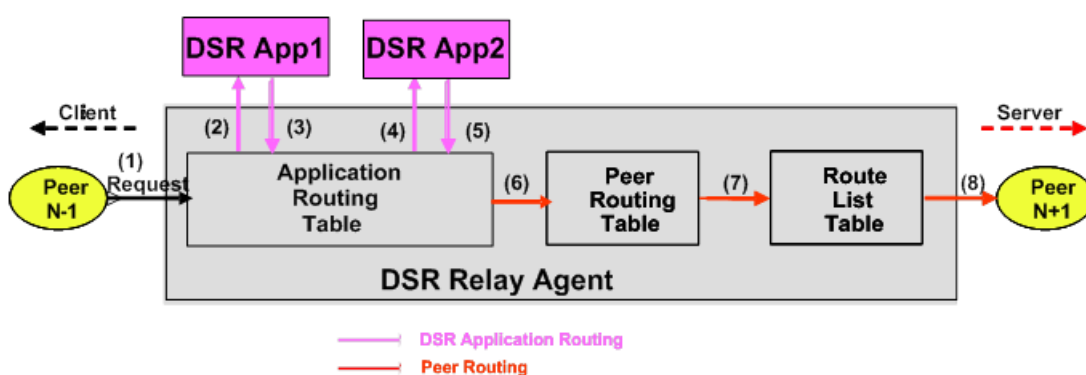 DSR App1
DSR App2
Client
Server
(2)
(3)
(4)
(5)
(1)
Request
Peer
N-1
Application
Routing
Table
(6)
Peer
Routing
Table
(7)
Route
List
Table
(8)
Peer
N+1
DSR Relay Agent
DSR Application Routing
Peer Routing